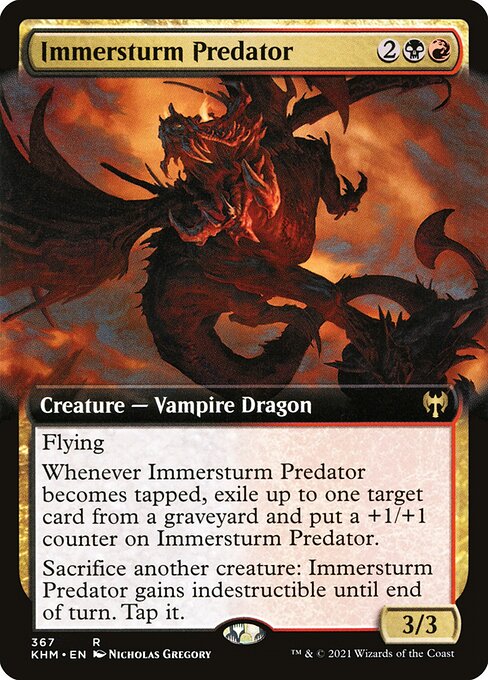 Immersturm Predator 2
Creature — Vampire Dragon
Flying
Whenever Immersturm Predator
becomes tapped, exile up to one target
card from a graveyard and put a +1/+1
counter on Immersturm Predator.
Sacrifice another creature: Immersturm
Predator gains indestructible until end
of turn. Tap it.
3/3
367 R
KHM • EN Nicholas Gregory
™ & © 2021 Wizards of the Coast